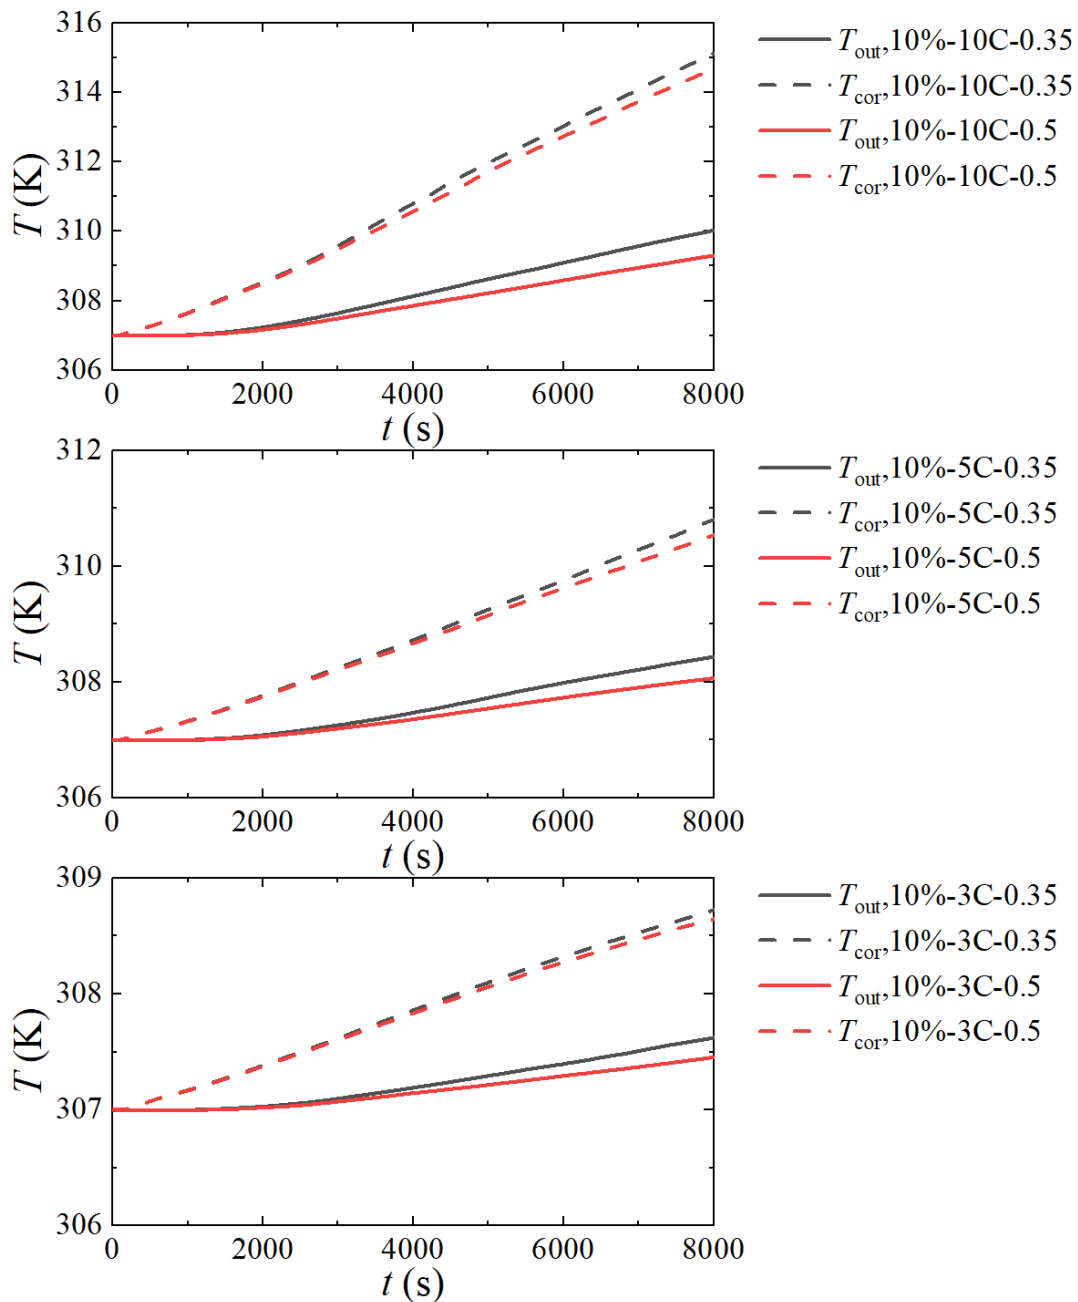 316
314
312
310
308
306
T (K)
0 2000 4000 6000 8000
t (s)
Tout,10%-10C-0.35
Tcor,10%-10C-0.35
Tout,10%-10C-0.5
Tcor,10%-10C-0.5
312
310
308
306
T (K)
0 2000 4000 6000 8000
t (s)
Tout,10%-5C-0.35
Tcor,10%-5C-0.35
Tout,10%-5C-0.5
Tcor,10%-5C-0.5
309
308
307
306
T (K)
0 2000 4000 6000 8000
t (s)
Tout,10%-3C-0.35
Tcor,10%-3C-0.35
Tout,10%-3C-0.5
Tcor,10%-3C-0.5